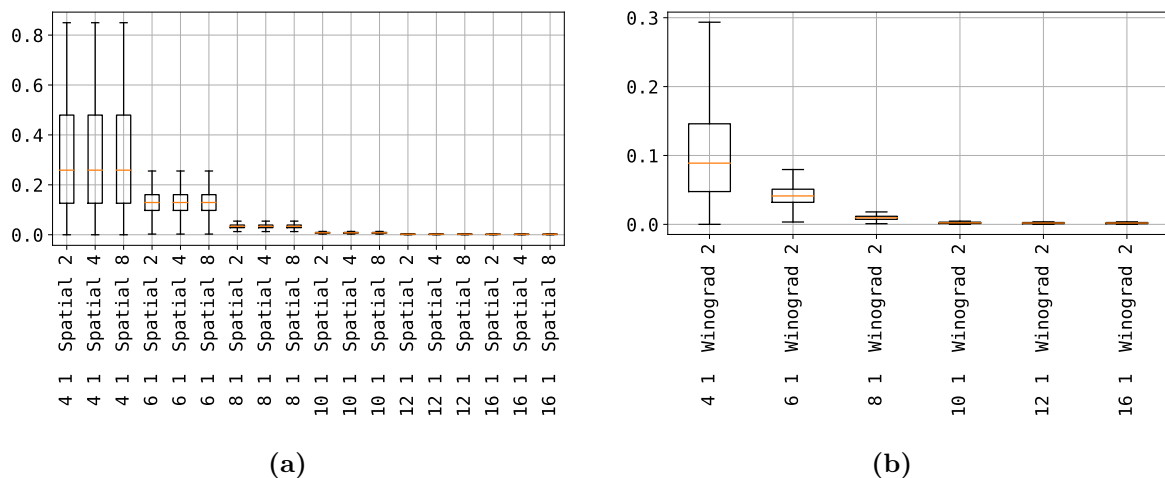 0.8
0.6
0.4
0.2
0.0
4 1 Spatial 2
4 1 Spatial 4
4 1 Spatial 8
6 1 Spatial 2
6 1 Spatial 4
6 1 Spatial 8
8 1 Spatial 2
8 1 Spatial 4
8 1 Spatial 8
10 1 Spatial 2
10 1 Spatial 4
10 1 Spatial 8
12 1 Spatial 2
12 1 Spatial 4
12 1 Spatial 8
16 1 Spatial 2
16 1 Spatial 4
16 1 Spatial 8
(a)
0.3
0.2
0.1
0.0
4 1 Winograd 2
6 1 Winograd 2
8 1 Winograd 2
10 1 Winograd 2
12 1 Winograd 2
16 1 Winograd 2
(b)